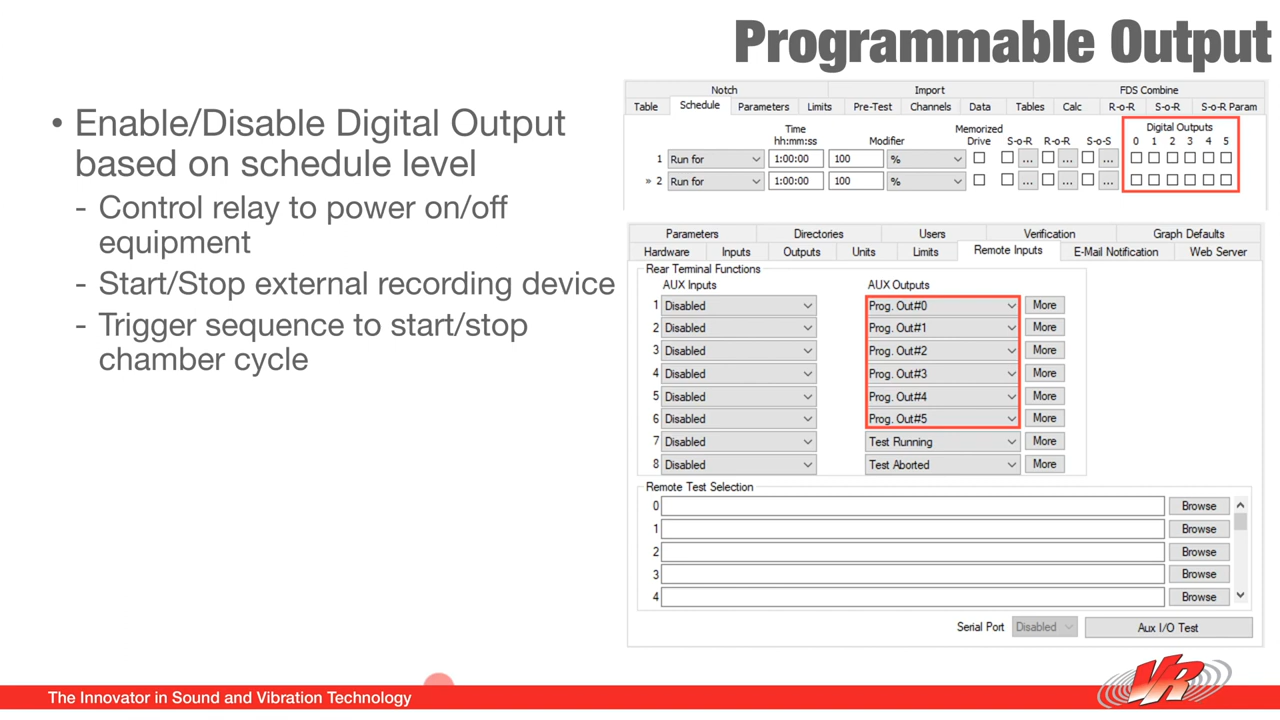 Programmable Output
• Enable/Disable Digital Output
based on schedule level
- Control relay to power on/off
equipment
- Start/Stop external recording device
- Trigger sequence to start/stop
chamber cycle
Notch Import FDS Combine
Table Schedule Parameters Limits Pre-Test Channels Data Tables Calc R-o-R S-o-R S-o-R Param
Time Memorized Digital Outputs
hh:mm:ss Modifier Drive S-o-R R-o-R S-o-S 0 1 2 3 4 5
1 Run for 1:00:00 100 % ... ... ...
» 2 Run for 1:00:00 100 % ... ... ...
Parameters Directories Users Verification Graph Defaults
Hardware Inputs Outputs Units Limits Remote Inputs E-Mail Notification Web Server
Rear Terminal Functions
AUX Inputs AUX Outputs
1 Disabled Prog. Out#0 More
2 Disabled Prog. Out#1 More
3 Disabled Prog. Out#2 More
4 Disabled Prog. Out#3 More
5 Disabled Prog. Out#4 More
6 Disabled Prog. Out#5 More
7 Disabled Test Running More
8 Disabled Test Aborted More
Remote Test Selection
0 Browse
1 Browse
2 Browse
3 Browse
4 Browse
Serial Port Disabled Aux I/O Test
The Innovator in Sound and Vibration Technology
VR